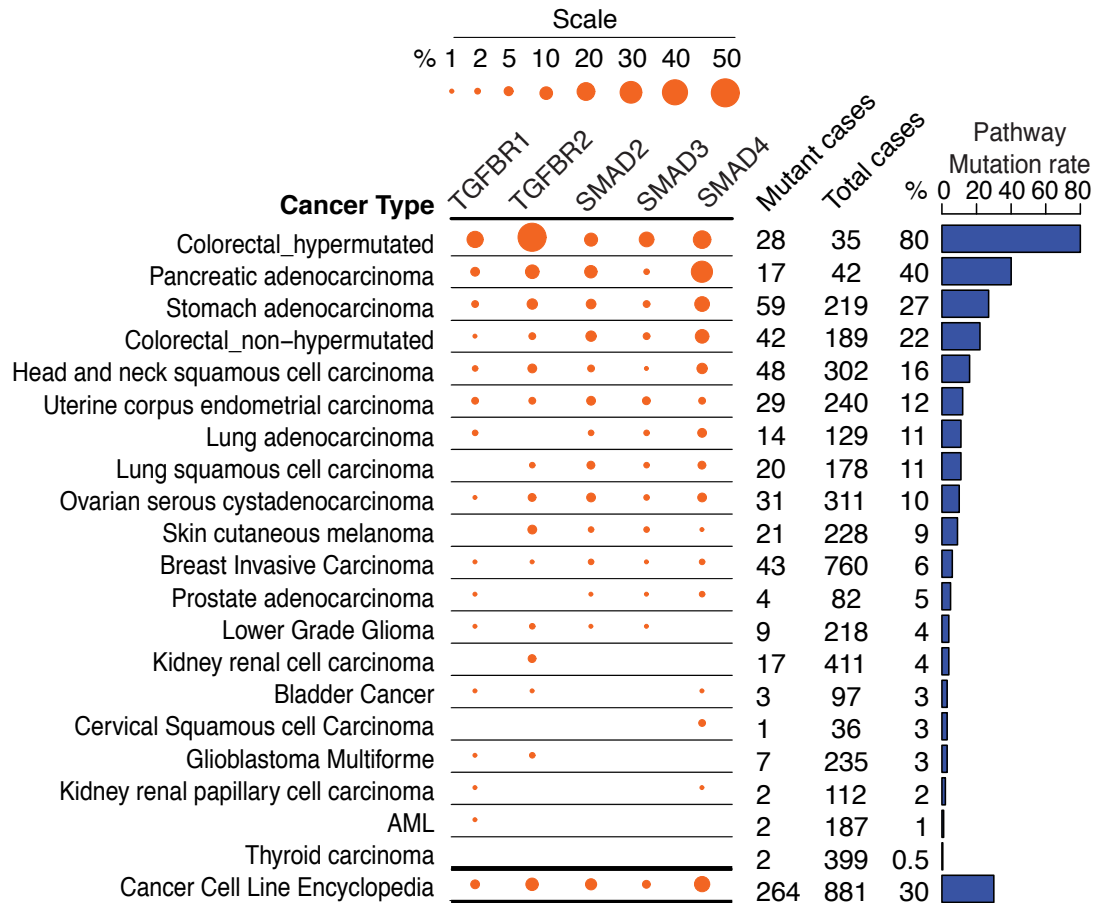 Scale
% 1 2 5 10 20 30 40 50
Cancer Type TGFBR1 TGFBR2 SMAD2 SMAD3 SMAD4 Mutant cases Total cases % Pathway Mutation rate
0 20 40 60 80
Colorectal_hypermutated 28 35 80
Pancreatic adenocarcinoma 17 42 40
Stomach adenocarcinoma 59 219 27
Colorectal_non−hypermutated 42 189 22
Head and neck squamous cell carcinoma 48 302 16
Uterine corpus endometrial carcinoma 29 240 12
Lung adenocarcinoma 14 129 11
Lung squamous cell carcinoma 20 178 11
Ovarian serous cystadenocarcinoma 31 311 10
Skin cutaneous melanoma 21 228 9
Breast Invasive Carcinoma 43 760 6
Prostate adenocarcinoma 4 82 5
Lower Grade Glioma 9 218 4
Kidney renal cell carcinoma 17 411 4
Bladder Cancer 3 97 3
Cervical Squamous cell Carcinoma 1 36 3
Glioblastoma Multiforme 7 235 3
Kidney renal papillary cell carcinoma 2 112 2
AML 2 187 1
Thyroid carcinoma 2 399 0.5
Cancer Cell Line Encyclopedia 264 881 30